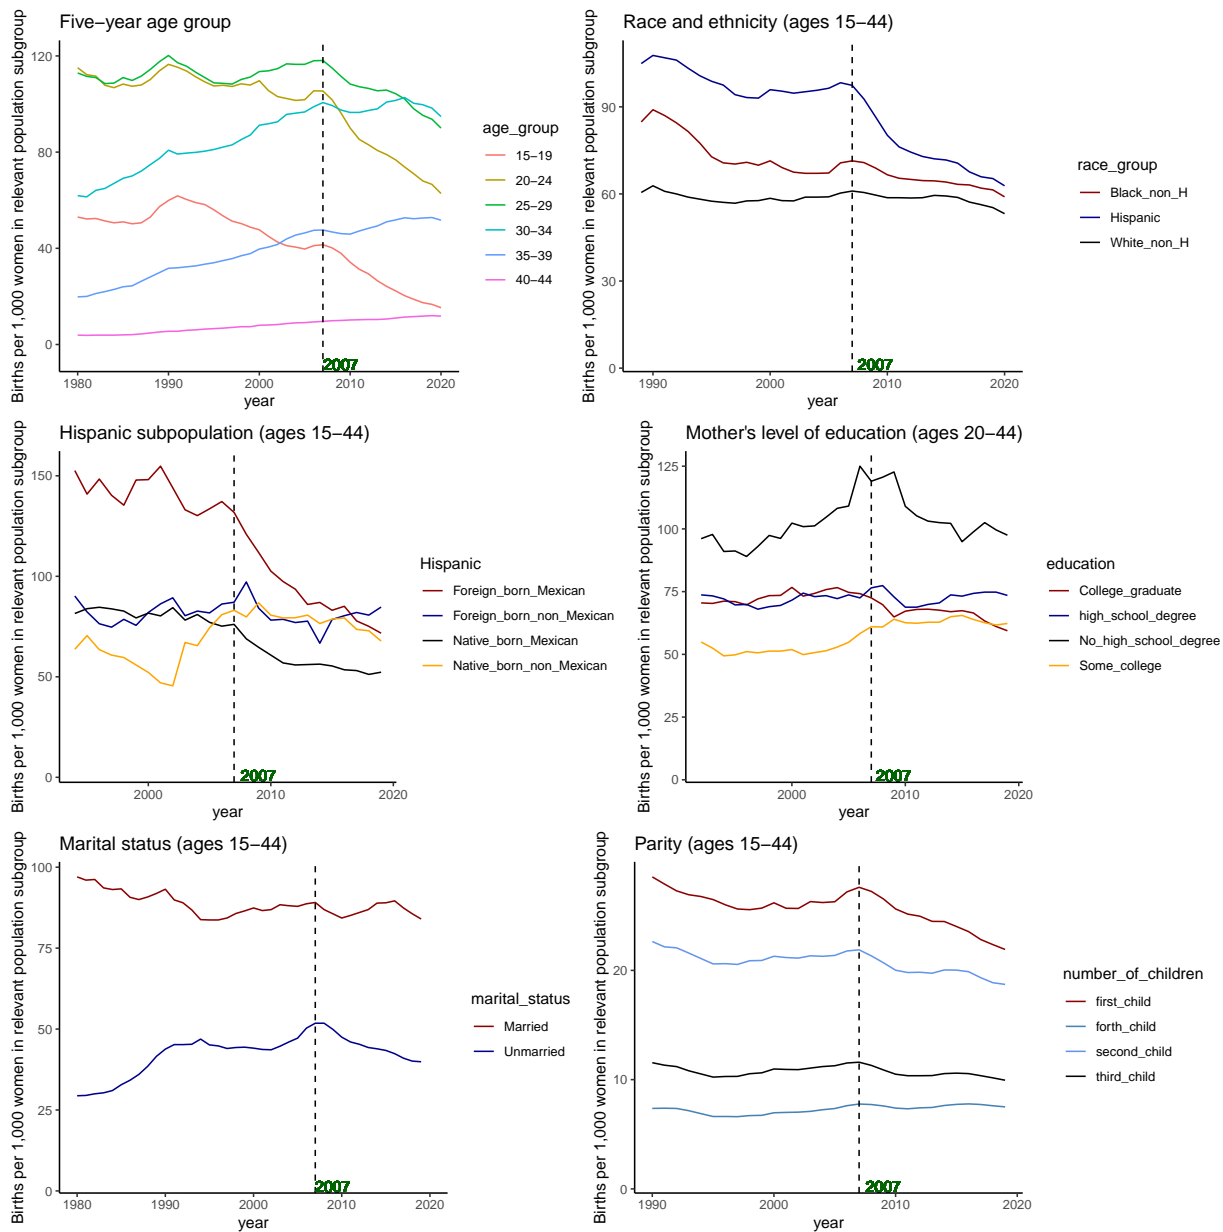 Five−year age group
Births per 1,000 women in relevant population subgroup
120
80
40
0
2007
1980
1990
2000
2010
2020
year
age_group
15−19
20−24
25−29
30−34
35−39
40−44
Race and ethnicity (ages 15−44)
Births per 1,000 women in relevant population subgroup
90
60
30
0
2007
1990
2000
2010
2020
year
race_group
Black_non_H
Hispanic
White_non_H
Hispanic subpopulation (ages 15−44)
Births per 1,000 women in relevant population subgroup
150
100
50
0
2007
2000
2010
2020
year
Hispanic
Foreign_born_Mexican
Foreign_born_non_Mexican
Native_born_Mexican
Native_born_non_Mexican
Mother's level of education (ages 20−44)
Births per 1,000 women in relevant population subgroup
125
100
75
50
25
0
2007
2000
2010
2020
year
education
College_graduate
high_school_degree
No_high_school_degree
Some_college
Marital status (ages 15−44)
Births per 1,000 women in relevant population subgroup
100
75
50
25
0
2007
1980
1990
2000
2010
2020
year
marital_status
Married
Unmarried
Parity (ages 15−44)
Births per 1,000 women in relevant population subgroup
20
10
0
2007
1990
2000
2010
2020
year
number_of_children
first_child
forth_child
second_child
third_child